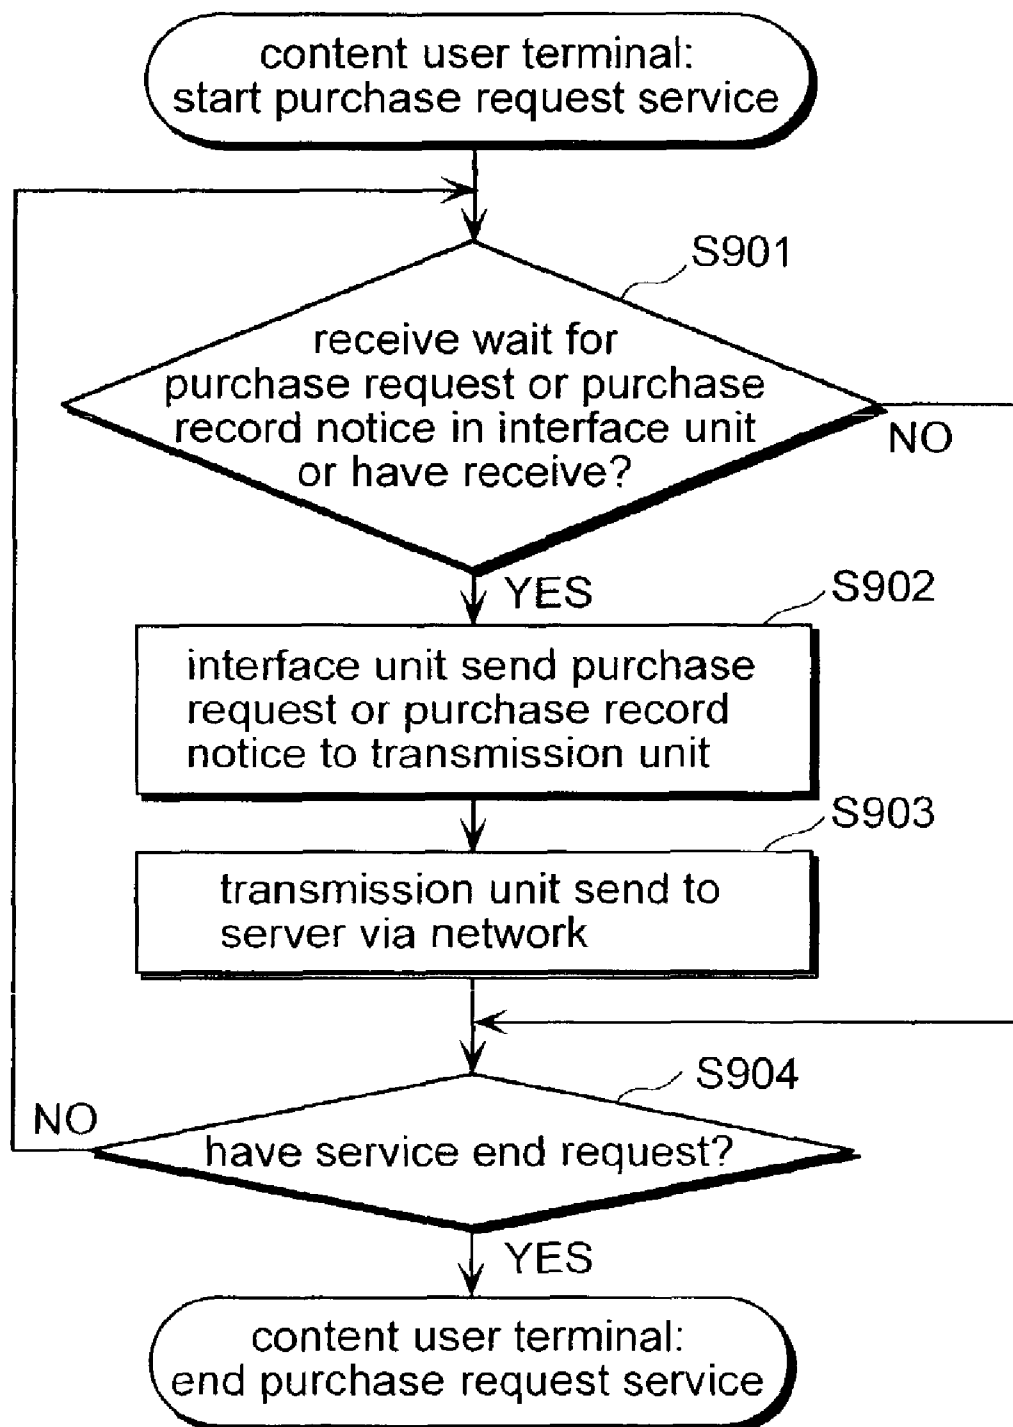 content user terminal:
start purchase request service
S901
receive wait for
purchase request or purchase
record notice in interface unit
or have receive?
NO
YES
S902
interface unit send purchase
request or purchase record
notice to transmission unit
S903
transmission unit send to
server via network
S904
NO
have service end request?
YES
content user terminal:
end purchase request service